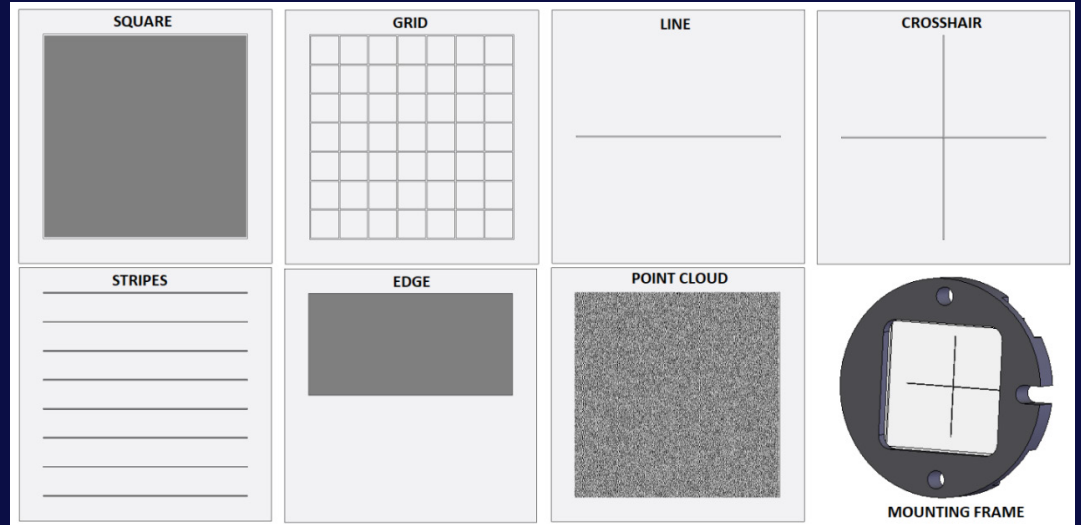 SQUARE
GRID
LINE
CROSSHAIR
STRIPES
EDGE
POINT CLOUD
MOUNTING FRAME